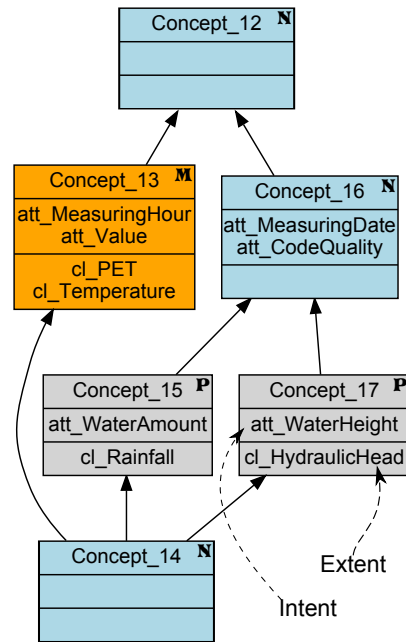 Concept_12 N
Concept_13 M
att_MeasuringHour
att_Value
cl_PET
cl_Temperature
Concept_16 N
att_MeasuringDate
att_CodeQuality
Concept_15 P
att_WaterAmount
cl_Rainfall
Concept_17 P
att_WaterHeight
cl_HydraulicHead
Concept_14 N
Extent
Intent